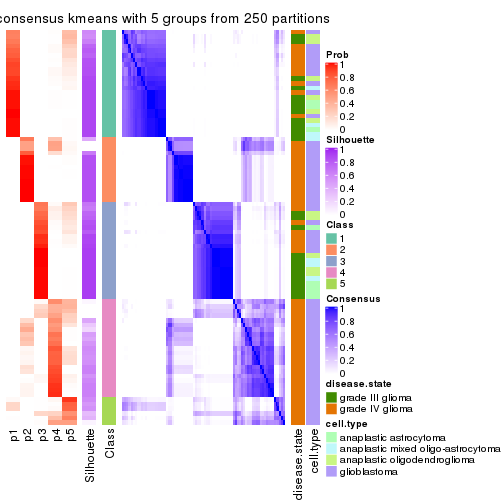 consensus kmeans with 5 groups from 250 partitions
Prob
1
0.8
0.6
0.4
0.2
0
Silhouette
1
0.8
0.6
0.4
0.2
0
Class
1
2
3
4
5
Consensus
1
0.8
0.6
0.4
0.2
0
disease.state
grade III glioma
grade IV glioma
cell.type
anaplastic astrocytoma
anaplastic mixed oligo-astrocytoma
anaplastic oligodendroglioma
glioblastoma
p1
p2
p3
p4
p5
Silhouette
Class
disease.state
cell.type